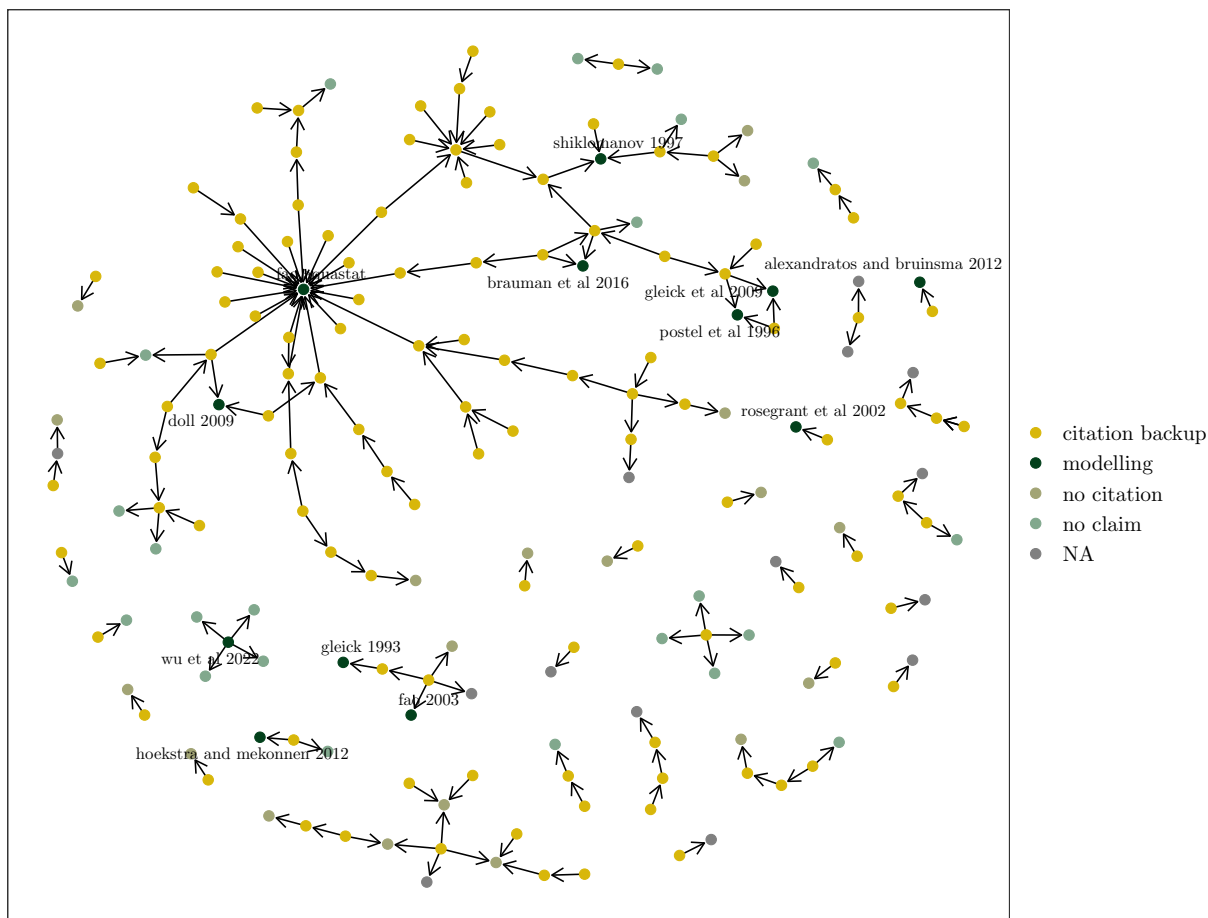 shiklomanov 1997
fao aquastat
brauman et al 2016
alexandratos and bruinsma 2012
gleick et al 2009
postel et al 1996
doll 2009
rosegrant et al 2002
citation backup
modelling
no citation
no claim
NA
gleick 1993
wu et al 2022
fao 2003
hoekstra and mekonnen 2012